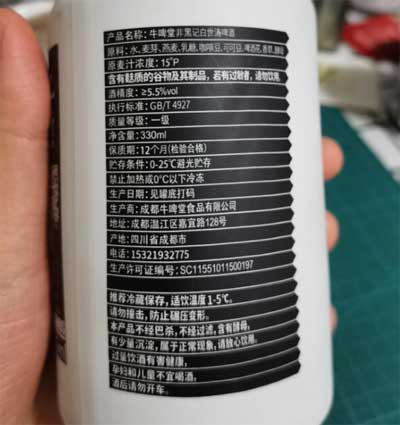 产品名称:牛啤堂非黑记白世涛啤酒
原料:水,麦芽,燕麦,乳糖,咖啡豆,可可豆,啤酒花,香草,酵母
原麦汁浓度:15°P
含有麸质的谷物及其制品,若有过敏者,请勿饮用.
酒精度:≥5.5%vol
执行标准:GB/T 4927
质量等级:一级
净含量:330ml
保质期:12个月(检验合格)
贮存条件:0-25℃避光贮存
禁止加热或0℃以下冷冻
生产日期:见罐底打码
生产商:成都牛啤堂食品有限公司
地址:成都温江区嘉宜路128号
产地:四川省成都市
电话:15321932775
生产许可证编号:SC11551011500197
推荐冷藏保存,适饮温度1-5℃.
请勿撞击,防止碾压变形.
本产品不经巴杀,不经过滤,含有酵母,
有少量沉淀,属于正常现象,请放心饮用.
过量饮酒有害健康,
孕妇和儿童不宜喝酒,
酒后请勿开车.